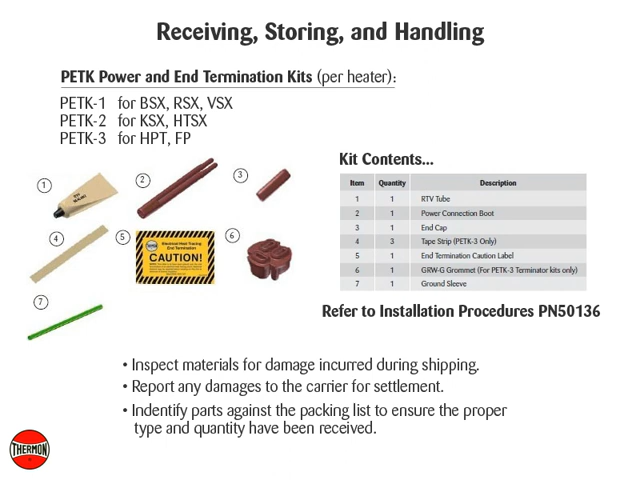 Receiving, Storing, and Handling
PETK Power and End Termination Kits (per heater):
PETK-1 for BSX, RSX, VSX
PETK-2 for KSX, HTSX
PETK-3 for HPT, FP
Kit Contents...
Item Quantity Description
1 1 RTV Tube
2 1 Power Connection Boot
3 1 End Cap
4 3 Tape Strip (PETK-3 Only)
5 1 End Termination Caution Label
6 1 GRW-G Grommet (For PETK-3 Terminator kits only)
7 1 Ground Sleeve
1
2
3
4
5
6
7
Electrical Heat Tracing
End Termination
CAUTION!
Refer to Installation Procedures PN50136
• Inspect materials for damage incurred during shipping.
• Report any damages to the carrier for settlement.
• Indentify parts against the packing list to ensure the proper
type and quantity have been received.
THERMON